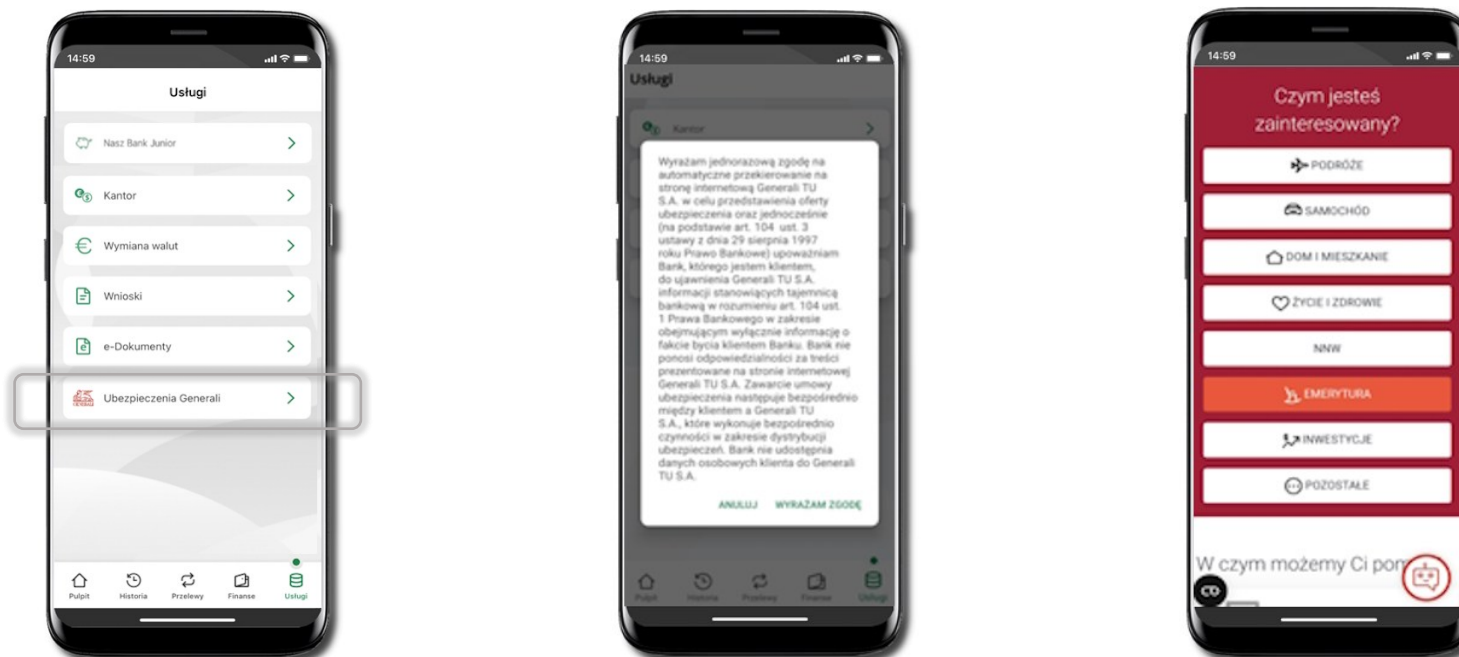 14:59
Usługi
Nasz Bank Junior
Kantor
Wymiana walut
Wnioski
e-Dokumenty
Ubezpieczenia Generali
Pulpit
Historia
Przelewy
Finanse
Usługi
14:59
Usługi
Kantor
Wyrażam jednorazową zgodę na
automatyczne przekierowanie na
stronę internetową Generali TU
S.A. w celu przedstawienia oferty
ubezpieczenia oraz jednocześnie
(na podstawie art. 104 ust. 3
ustawy z dnia 29 sierpnia 1997
roku Prawo Bankowe) upoważniam
Bank, którego jestem klientem,
do ujawnienia Generali TU S.A.
informacji stanowiących tajemnicą
bankową w rozumieniu art. 104 ust.
1 Prawa Bankowego w zakresie
obejmującym wyłącznie informację o
fakcie bycia klientem Banku. Bank nie
ponosi odpowiedzialności za treści
prezentowane na stronie internetowej
Generali TU S.A. Zawarcie umowy
ubezpieczenia następuje bezpośrednio
między klientem a Generali TU
S.A., które wykonuje bezpośrednio
czynności w zakresie dystrybucji
ubezpieczeń. Bank nie udostępnia
danych osobowych klienta do Generali
TU S.A.
ANULUJ WYRAŻAM ZGODĘ
Pulpit
Historia
Przelewy
Finanse
Usługi
14:59
Czym jesteś
zainteresowany?
PODRÓŻE
SAMOCHÓD
DOM I MIESZKANIE
ŻYCIE I ZDROWIE
NNW
EMERYTURA
INWESTYCJE
POZOSTAŁE
W czym możemy Ci pom